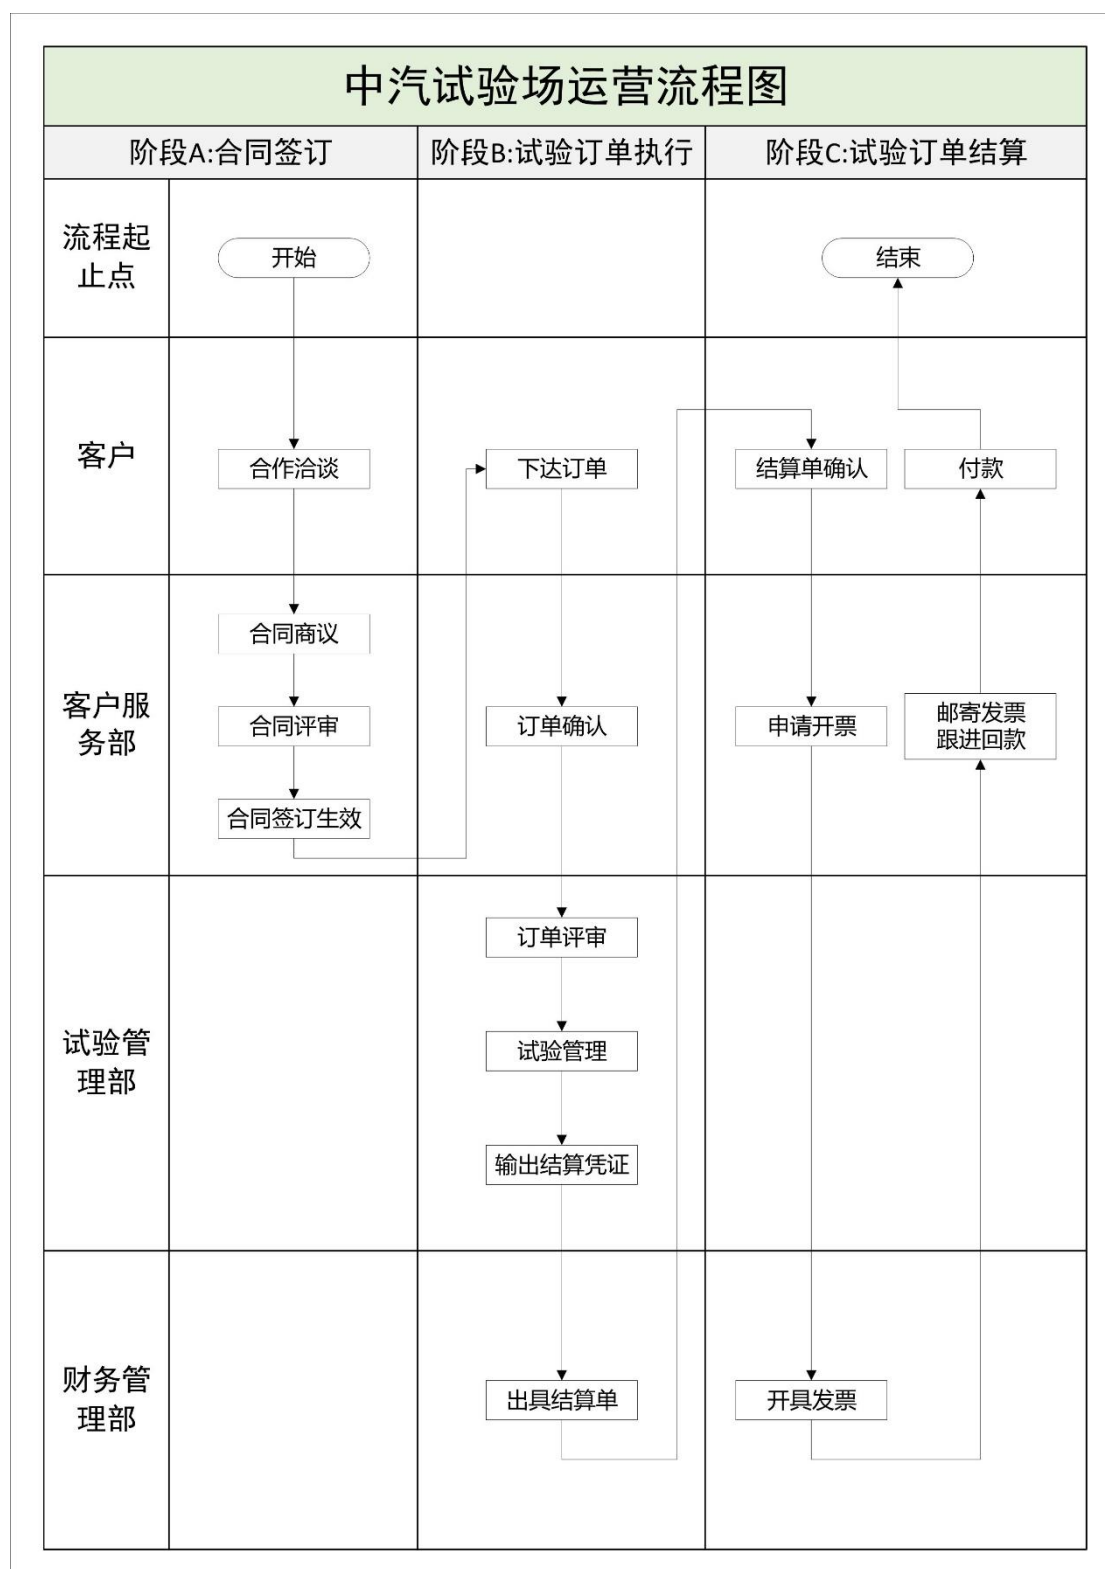 中汽试验场运营流程图
阶段A:合同签订
阶段B:试验订单执行
阶段C:试验订单结算
流程起
止点
开始
结束
客户
合作洽谈
下达订单
结算单确认
付款
客户服
务部
合同商议
合同评审
合同签订生效
订单确认
申请开票
邮寄发票
跟进回款
试验管
理部
订单评审
试验管理
输出结算凭证
财务管
理部
出具结算单
开具发票